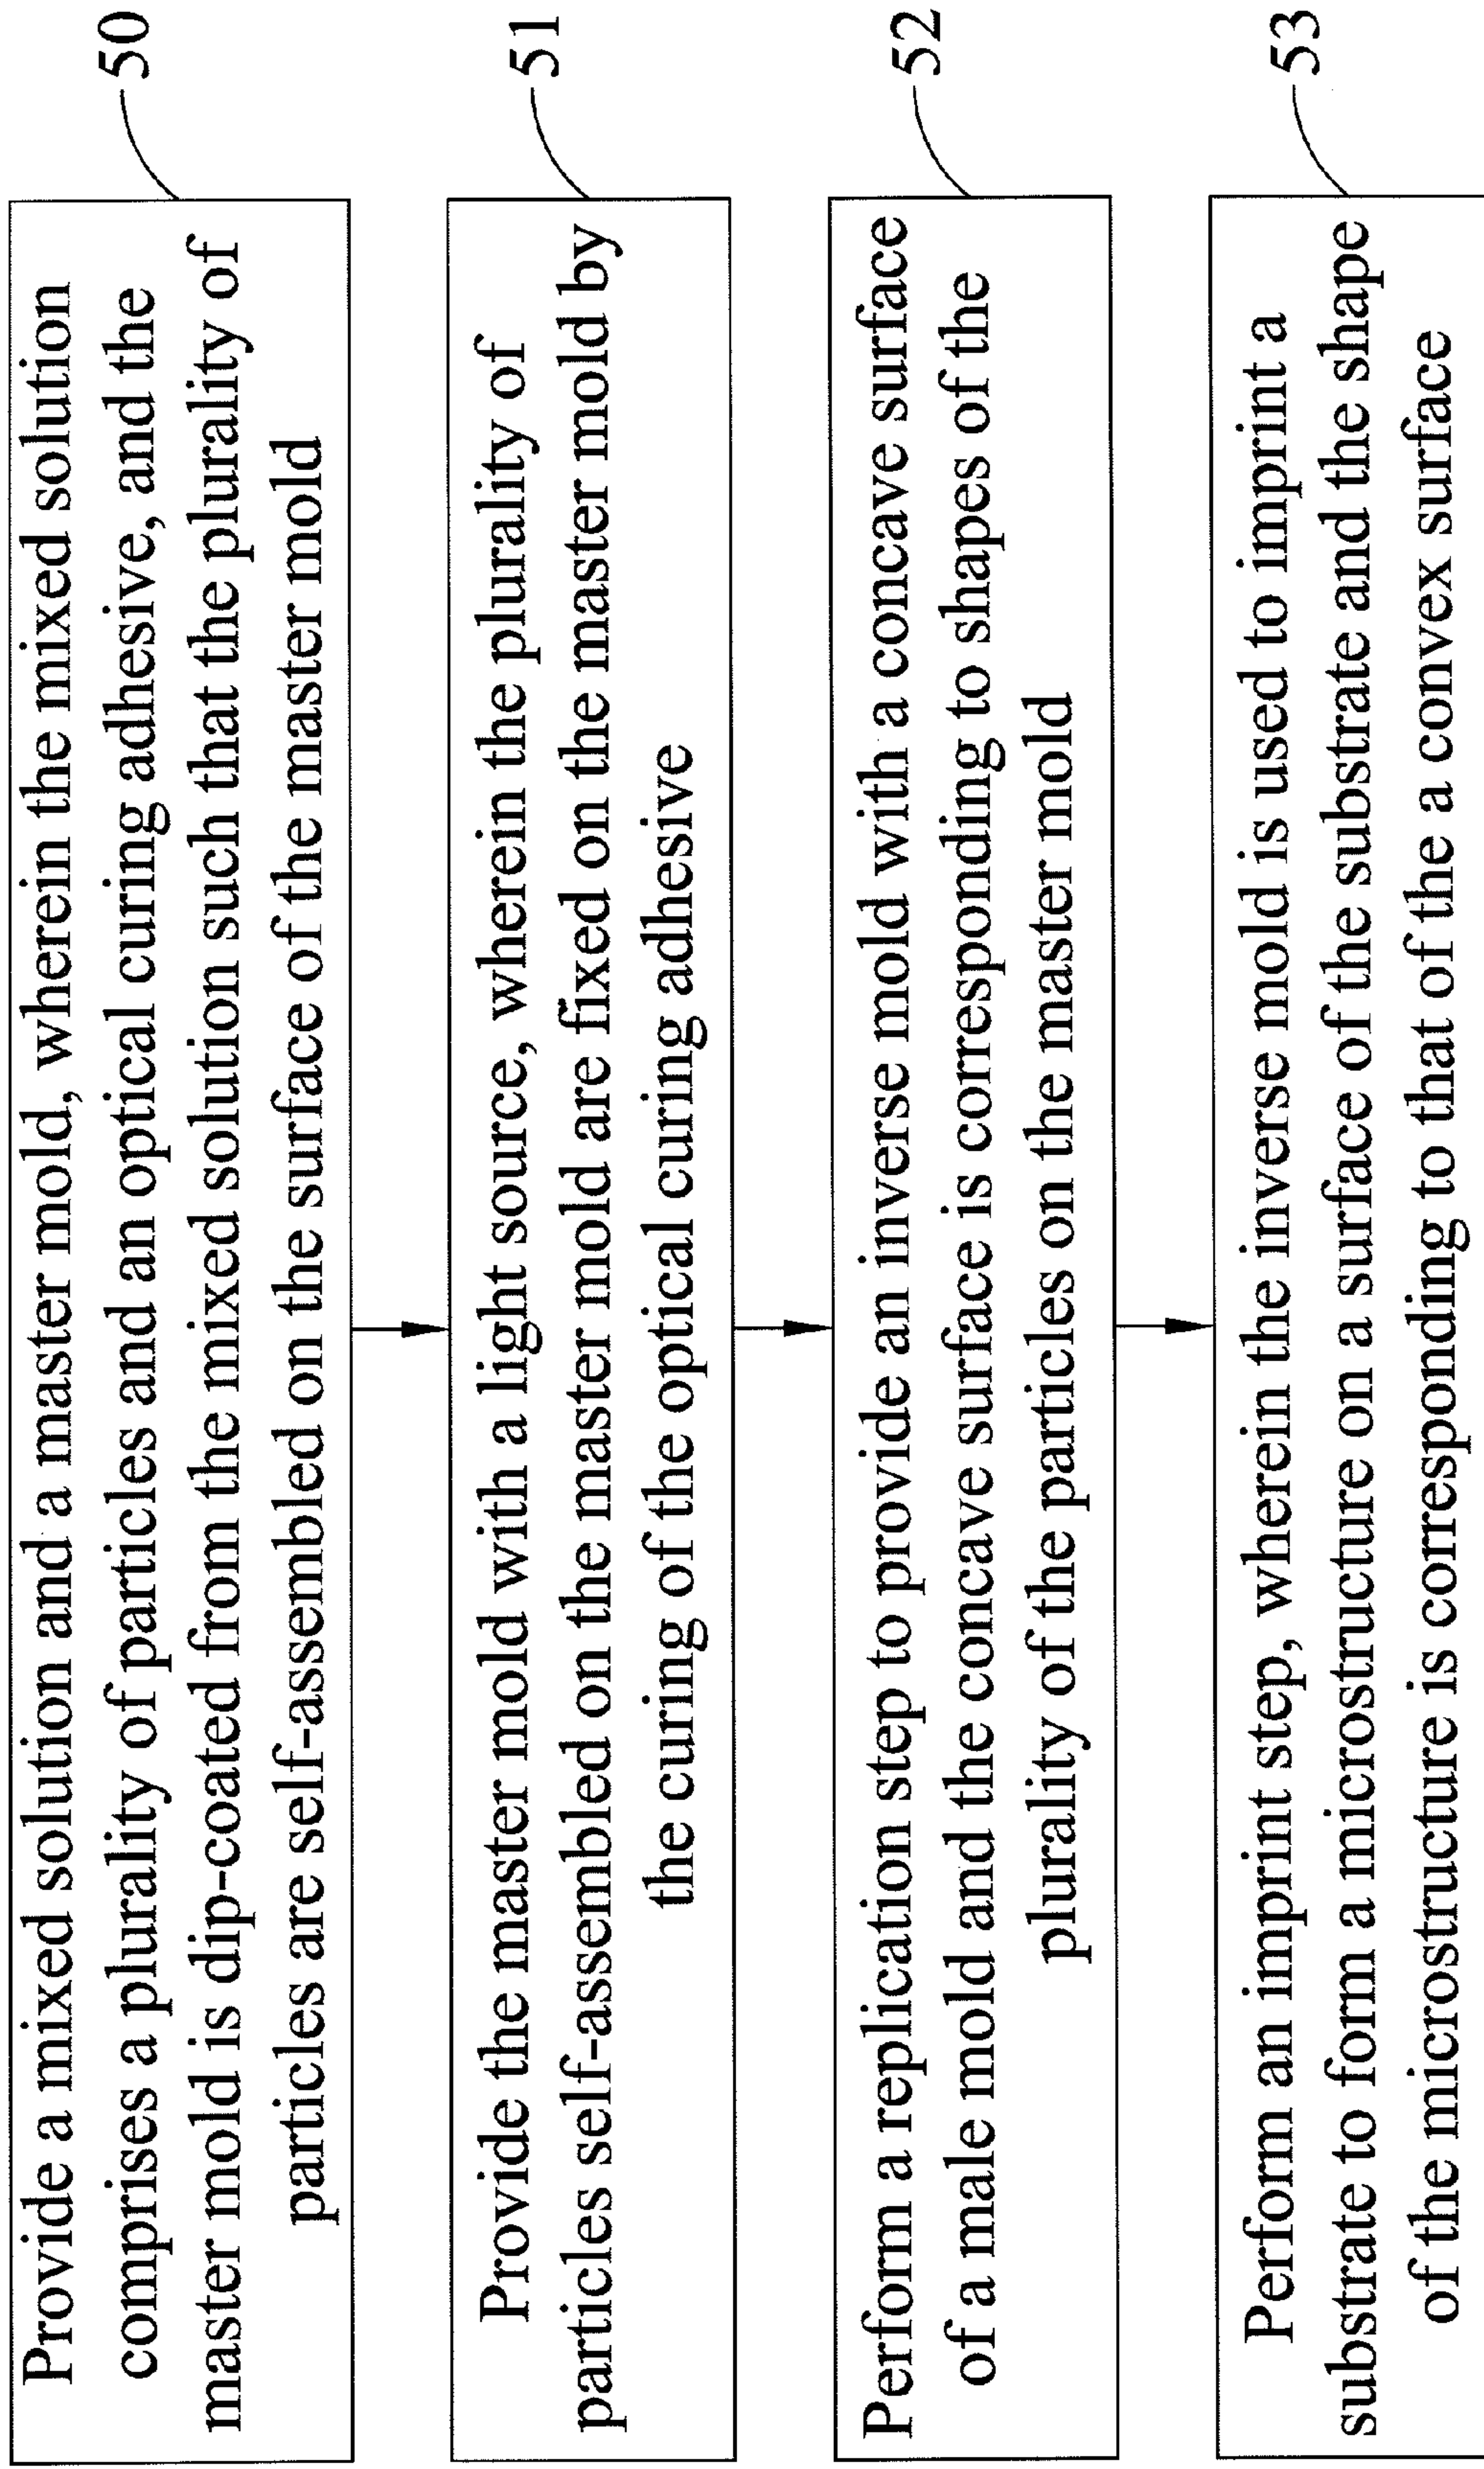 Provide a mixed solution and a master mold, wherein the mixed solution
comprises a plurality of particles and an optical curing adhesive, and the
master mold is dip-coated from the mixed solution such that the plurality of
particles are self-assembled on the surface of the master mold
50
Provide the master mold with a light source, wherein the plurality of
particles self-assembled on the master mold are fixed on the master mold by
the curing of the optical curing adhesive
51
Perform a replication step to provide an inverse mold with a concave surface
of a male mold and the concave surface is corresponding to shapes of the
plurality of the particles on the master mold
52
Perform an imprint step, wherein the inverse mold is used to imprint a
substrate to form a microstructure on a surface of the substrate and the shape
of the microstructure is corresponding to that of the a convex surface
53